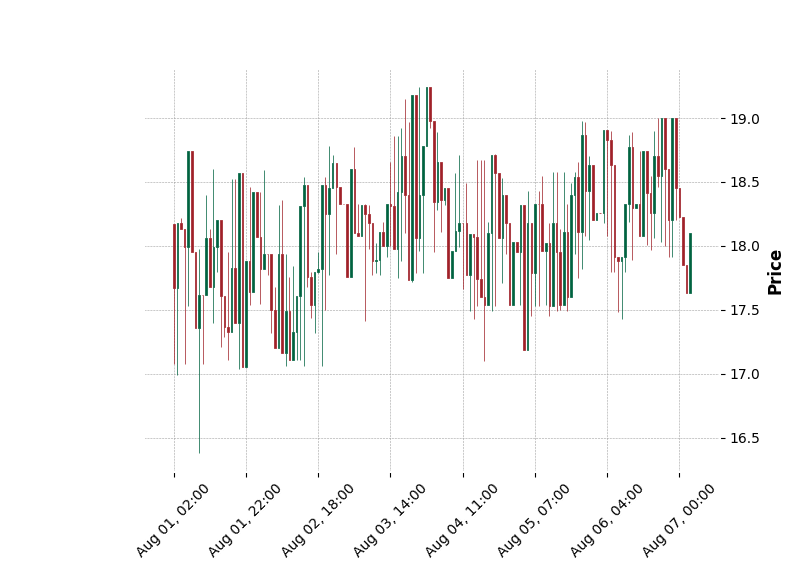 19.0
18.5
18.0
17.5
17.0
16.5
Price
Aug 01, 02:00
Aug 01, 22:00
Aug 02, 18:00
Aug 03, 14:00
Aug 04, 11:00
Aug 05, 07:00
Aug 06, 04:00
Aug 07, 00:00